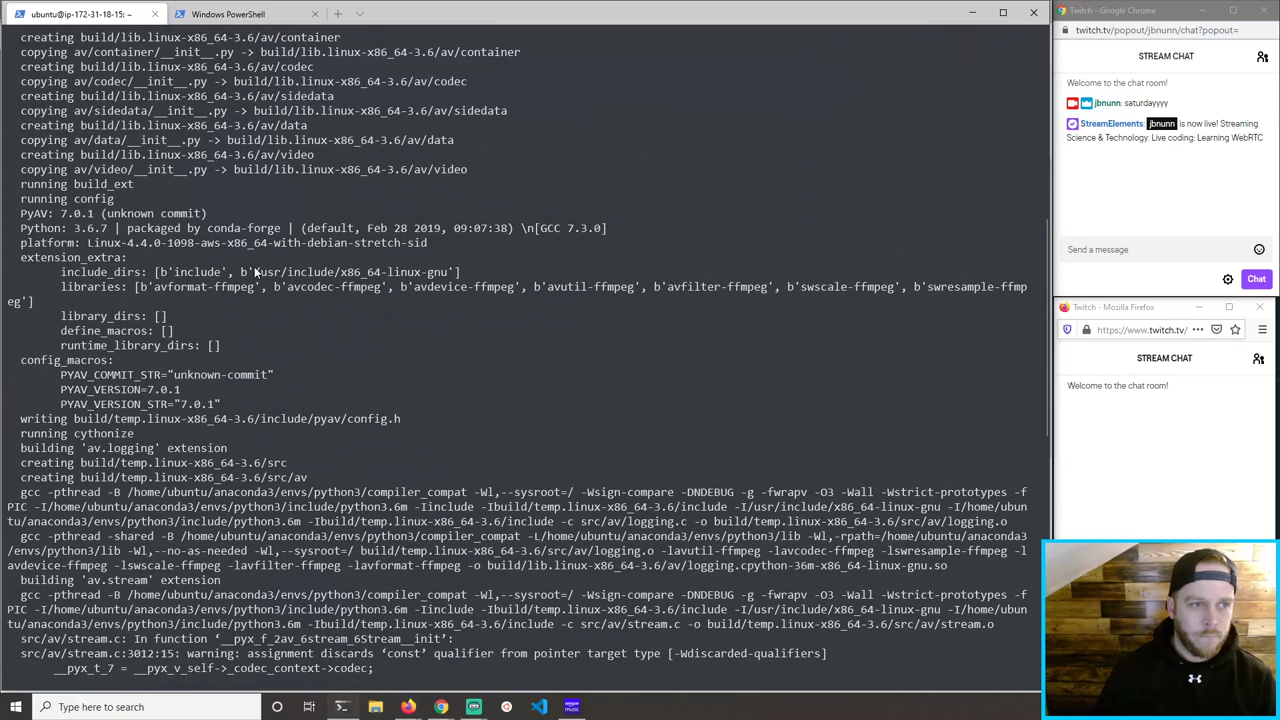 ubuntu@ip-172-31-18-15: ~
Windows PowerShell
creating build/lib.linux-x86_64-3.6/av/container
copying av/container/__init__.py -> build/lib.linux-x86_64-3.6/av/container
creating build/lib.linux-x86_64-3.6/av/codec
copying av/codec/__init__.py -> build/lib.linux-x86_64-3.6/av/codec
creating build/lib.linux-x86_64-3.6/av/sidedata
copying av/sidedata/__init__.py -> build/lib.linux-x86_64-3.6/av/sidedata
creating build/lib.linux-x86_64-3.6/av/data
copying av/data/__init__.py -> build/lib.linux-x86_64-3.6/av/data
creating build/lib.linux-x86_64-3.6/av/video
copying av/video/__init__.py -> build/lib.linux-x86_64-3.6/av/video
running build_ext
running config
PyAV: 7.0.1 (unknown commit)
Python: 3.6.7 | packaged by conda-forge | (default, Feb 28 2019, 09:07:38) \n[GCC 7.3.0]
platform: Linux-4.4.0-1098-aws-x86_64-with-debian-stretch-sid
extension_extra:
include_dirs: [b'include', b'/usr/include/x86_64-linux-gnu']
libraries: [b'avformat-ffmpeg', b'avcodec-ffmpeg', b'avdevice-ffmpeg', b'avutil-ffmpeg', b'avfilter-ffmpeg', b'swscale-ffmpeg', b'swresample-ffmp
eg']
library_dirs: []
define_macros: []
runtime_library_dirs: []
config_macros:
PYAV_COMMIT_STR="unknown-commit"
PYAV_VERSION=7.0.1
PYAV_VERSION_STR="7.0.1"
writing build/temp.linux-x86_64-3.6/include/pyav/config.h
running cythonize
building 'av.logging' extension
creating build/temp.linux-x86_64-3.6/src
creating build/temp.linux-x86_64-3.6/src/av
gcc -pthread -B /home/ubuntu/anaconda3/envs/python3/compiler_compat -Wl,--sysroot=/ -Wsign-compare -DNDEBUG -g -fwrapv -O3 -Wall -Wstrict-prototypes -f
PIC -I/home/ubuntu/anaconda3/envs/python3/include/python3.6m -Iinclude -Ibuild/temp.linux-x86_64-3.6/include -I/usr/include/x86_64-linux-gnu -I/home/ubun
tu/anaconda3/envs/python3/include/python3.6m -Ibuild/temp.linux-x86_64-3.6/include -c src/av/logging.c -o build/temp.linux-x86_64-3.6/src/av/logging.o
gcc -pthread -shared -B /home/ubuntu/anaconda3/envs/python3/compiler_compat -L/home/ubuntu/anaconda3/envs/python3/lib -Wl,-rpath=/home/ubuntu/anaconda3
/envs/python3/lib -Wl,--no-as-needed -Wl,--sysroot=/ build/temp.linux-x86_64-3.6/src/av/logging.o -lavutil-ffmpeg -lavcodec-ffmpeg -lswresample-ffmpeg -l
avdevice-ffmpeg -lswscale-ffmpeg -lavfilter-ffmpeg -lavformat-ffmpeg -o build/lib.linux-x86_64-3.6/av/logging.cpython-36m-x86_64-linux-gnu.so
building 'av.stream' extension
gcc -pthread -B /home/ubuntu/anaconda3/envs/python3/compiler_compat -Wl,--sysroot=/ -Wsign-compare -DNDEBUG -g -fwrapv -O3 -Wall -Wstrict-prototypes -f
PIC -I/home/ubuntu/anaconda3/envs/python3/include/python3.6m -Iinclude -Ibuild/temp.linux-x86_64-3.6/include -I/usr/include/x86_64-linux-gnu -I/home/ubun
tu/anaconda3/envs/python3/include/python3.6m -Ibuild/temp.linux-x86_64-3.6/include -c src/av/stream.c -o build/temp.linux-x86_64-3.6/src/av/stream.o
src/av/stream.c: In function ‘__pyx_f_2av_6stream_6Stream__init’:
src/av/stream.c:3012:15: warning: assignment discards ‘const’ qualifier from pointer target type [-Wdiscarded-qualifiers]
__pyx_t_7 = __pyx_v_self->_codec_context->codec;
Twitch - Google Chrome
twitch.tv/popout/jbnunn/chat?popout=
STREAM CHAT
Welcome to the chat room!
jbnunn: saturdayyyy
StreamElements: jbnunn is now live! Streaming
Science & Technology: Live coding: Learning WebRTC
Send a message
Chat
Twitch - Mozilla Firefox
https://www.twitch.tv/
STREAM CHAT
Welcome to the chat room!
Type here to search
music